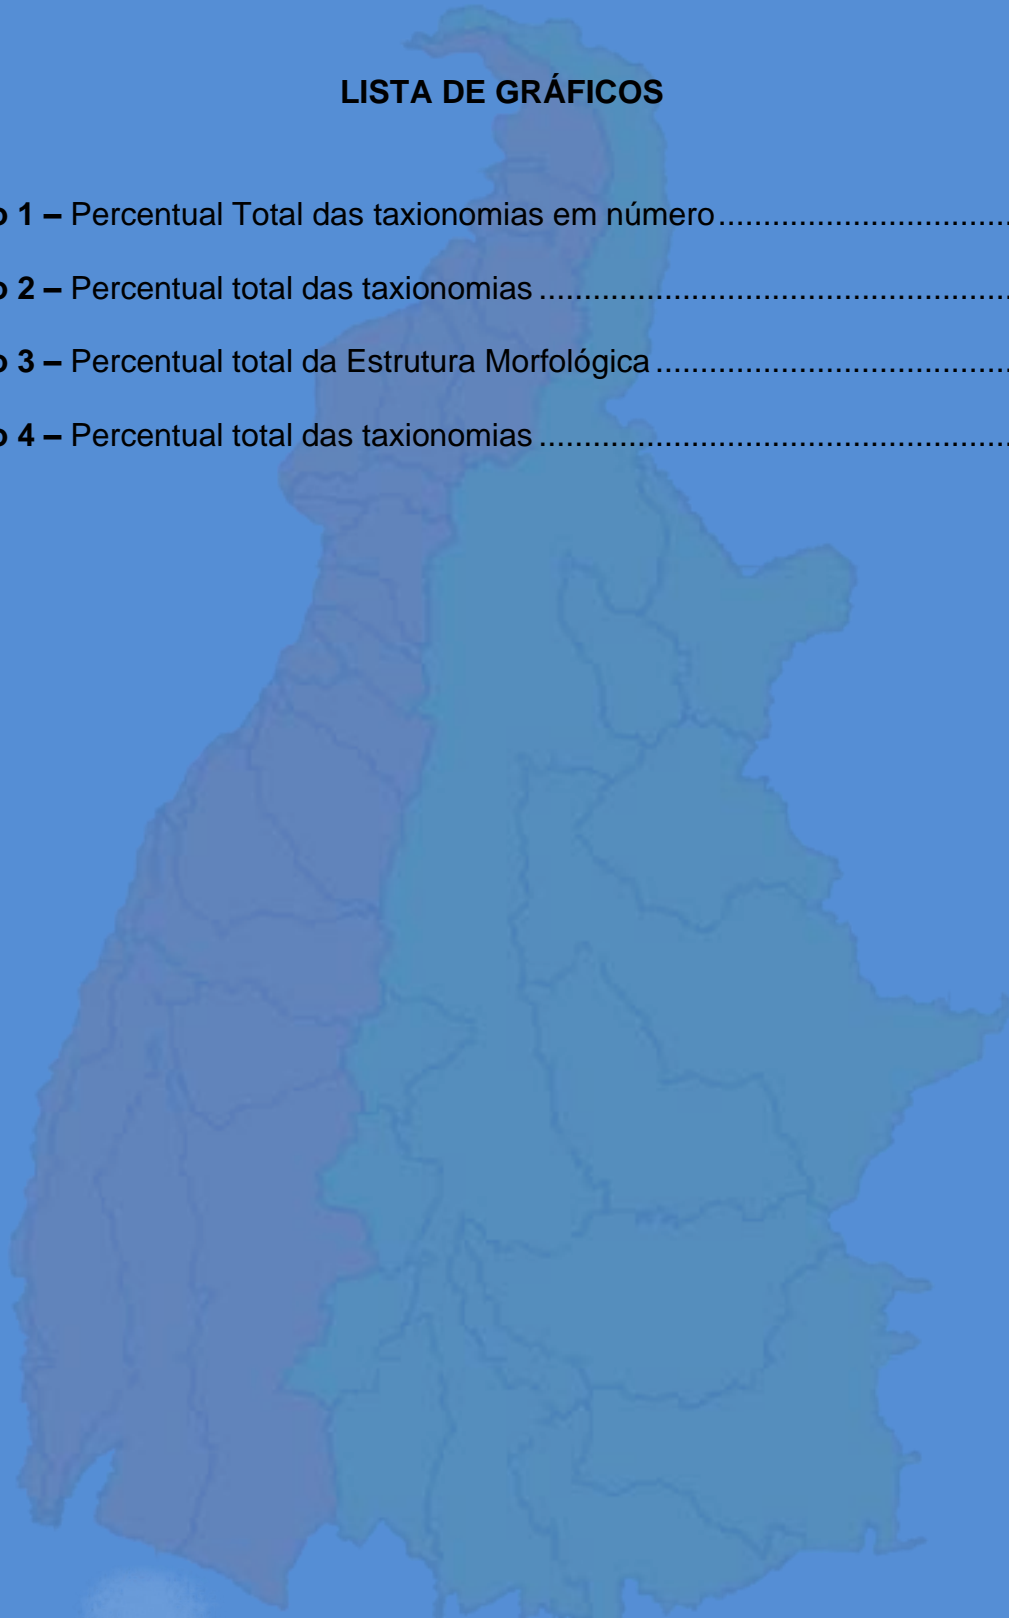 LISTA DE GRÁFICOS
o 1 – Percentual Total das taxionomias em número....................................
o 2 – Percentual total das taxionomias........................................................
o 3 – Percentual total da Estrutura Morfológica...........................................
o 4 – Percentual total das taxionomias........................................................